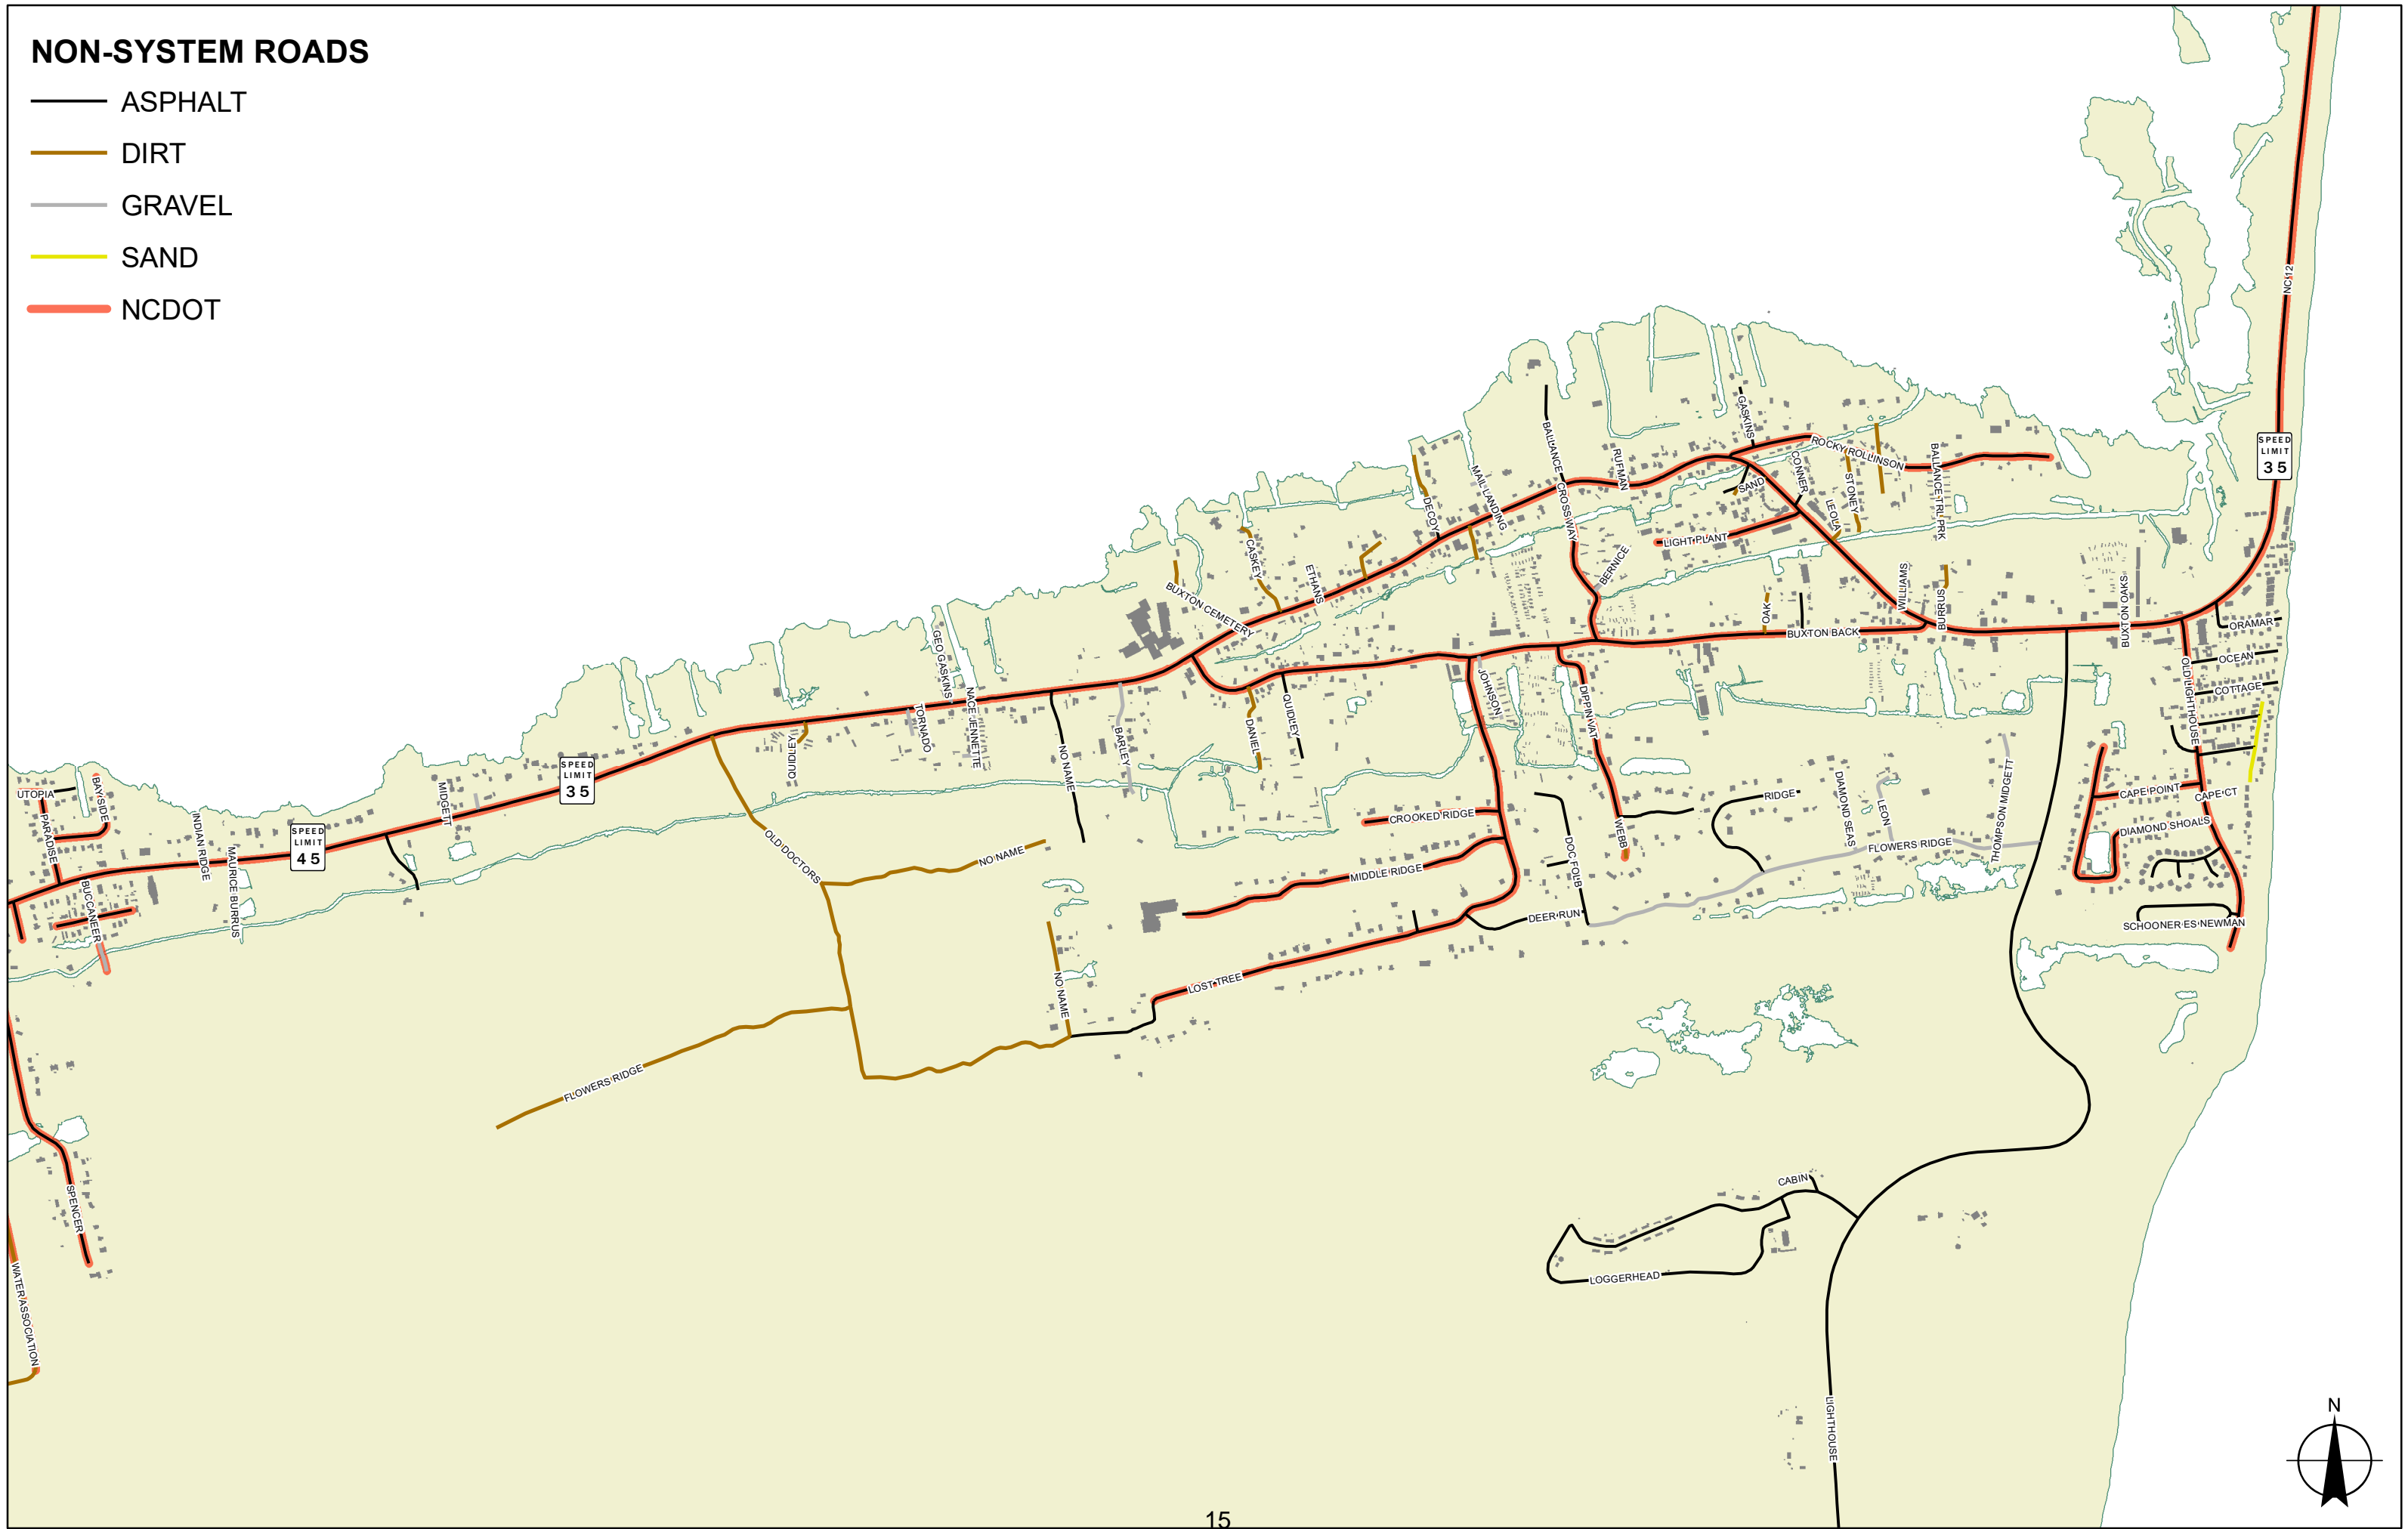 NON-SYSTEM ROADS
ASPHALT
DIRT
GRAVEL
SAND
NCDOT
NC 12
SPEED
LIMIT
35
GASKINS
ROCKY ROLLINSON
BALLANCE
RUFMAN
CONNER
BALLANCE TRL PRK
MAIL LANDING
SAND
STONEY
DECOY
CROSSWAY
LEOLA
LIGHT PLANT
CASKEY
ETHANS
BERNICE
BUXTON CEMETERY
OAK
WILLIAMS
BURRUS
BUXTON OAKS
BUXTON BACK
ORAMAR
GEO GASKINS
OCEAN
OLD LIGHTHOUSE
COTTAGE
NACE JENNETTE
JOHNSON
DIPPIN VAT
TORNADO
QUIDLEY
DANIEL
QUIDLEY
BARLEY
NO NAME
SPEED
LIMIT
35
UTOPIA
BAYSIDE
MIDGETT
PARADISE
INDIAN RIDGE
SPEED
LIMIT
45
MAURICE BURRUS
BUCCANEER
OLD DOCTORS
NO NAME
RIDGE
DIAMOND SEAS
LEON
THOMPSON MIDGETT
CAPE POINT
CAPE CT
CROOKED RIDGE
WEBB
DIAMOND SHOALS
DOC FOLB
FLOWERS RIDGE
MIDDLE RIDGE
DEER RUN
SCHOONER ES NEWMAN
NO NAME
LOST TREE
FLOWERS RIDGE
SPENCER
CABIN
LOGGERHEAD
WATER ASSOCIATION
LIGHTHOUSE
N
15